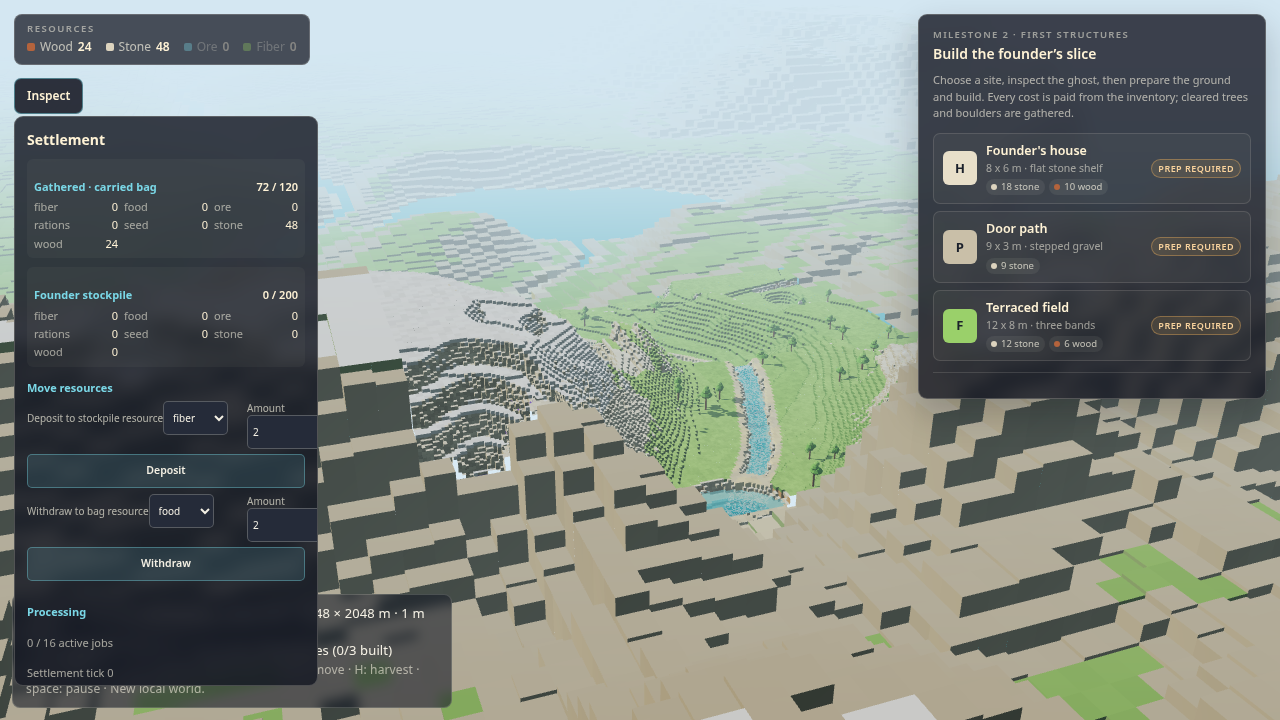 RESOURCES
Wood 24 Stone 48 Ore 0 Fiber 0
Inspect
Settlement
Gathered · carried bag 72 / 120
fiber 0 food 0 ore 0
rations 0 seed 0 stone 48
wood 24
Founder stockpile 0 / 200
fiber 0 food 0 ore 0
rations 0 seed 0 stone 0
wood 0
Move resources
Deposit to stockpile resource fiber Amount 2
Deposit
Withdraw to bag resource food Amount 2
Withdraw
Processing
0 / 16 active jobs
Settlement tick 0
48 × 2048 m · 1 m
es (0/3 built)
move · H: harvest ·
space: pause · New local world.
MILESTONE 2 · FIRST STRUCTURES
Build the founder's slice
Choose a site, inspect the ghost, then prepare the ground
and build. Every cost is paid from the inventory; cleared trees
and boulders are gathered.
H Founder's house
8 x 6 m · flat stone shelf
18 stone 10 wood
PREP REQUIRED
P Door path
9 x 3 m · stepped gravel
9 stone
PREP REQUIRED
F Terraced field
12 x 8 m · three bands
12 stone 6 wood
PREP REQUIRED